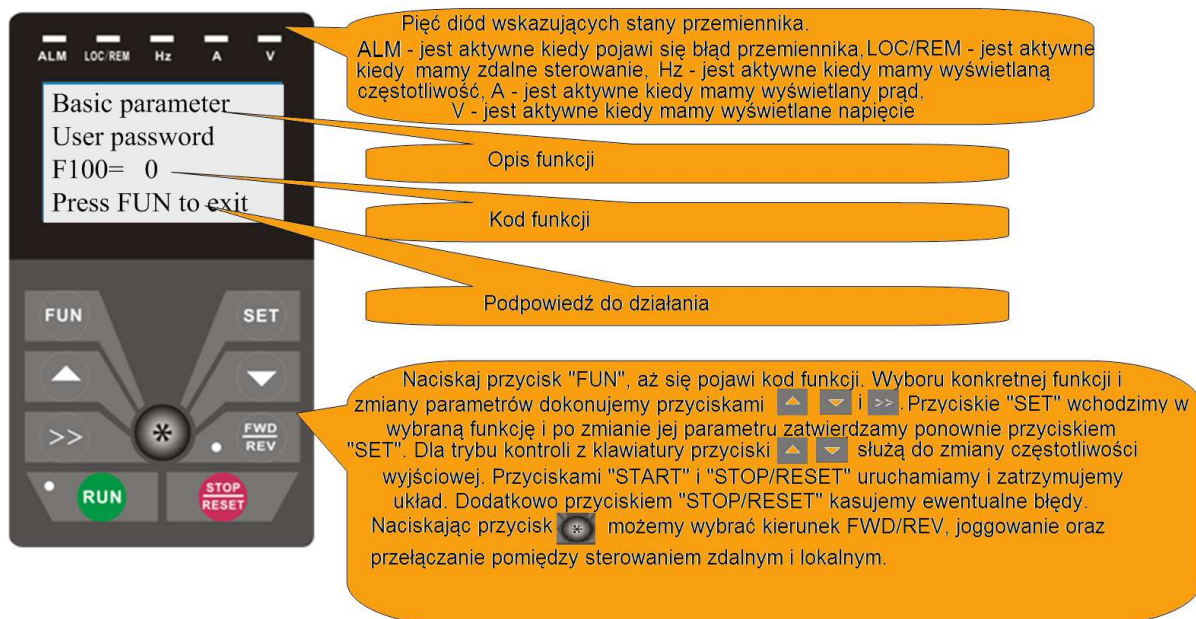 Pięć diód wskazujących stany przemiennika.
ALM - jest aktywne kiedy pojawi się błąd przemiennika, LOC/REM - jest aktywne
kiedy mamy zdalne sterowanie, Hz - jest aktywne kiedy mamy wyświetlaną
częstotliwość, A - jest aktywne kiedy mamy wyświetlany prąd,
V - jest aktywne kiedy mamy wyświetlane napięcie
ALM LOC/REM Hz A V
Basic parameter
User password
F100= 0
Press FUN to exit
Opis funkcji
Kod funkcji
Podpowiedź do działania
FUN SET
>> * FWD
REV
RUN STOP
RESET
Naciskaj przycisk "FUN", aż się pojawi kod funkcji. Wyboru konkretnej funkcji i
zmiany parametrów dokonujemy przyciskami i >> . Przyciskie "SET" wchodzimy w
wybraną funkcję i po zmianie jej parametru zatwierdzamy ponownie przyciskiem
"SET". Dla trybu kontroli z klawiatury przyciski służą do zmiany częstotliwości
wyjściowej. Przyciskami "START" i "STOP/RESET" uruchamiamy i zatrzymujemy
układ. Dodatkowo przyciskiem "STOP/RESET" kasujemy ewentualne błędy.
Naciskając przycisk * możemy wybrać kierunek FWD/REV, joggowanie oraz
przełączanie pomiędzy sterowaniem zdalnym i lokalnym.